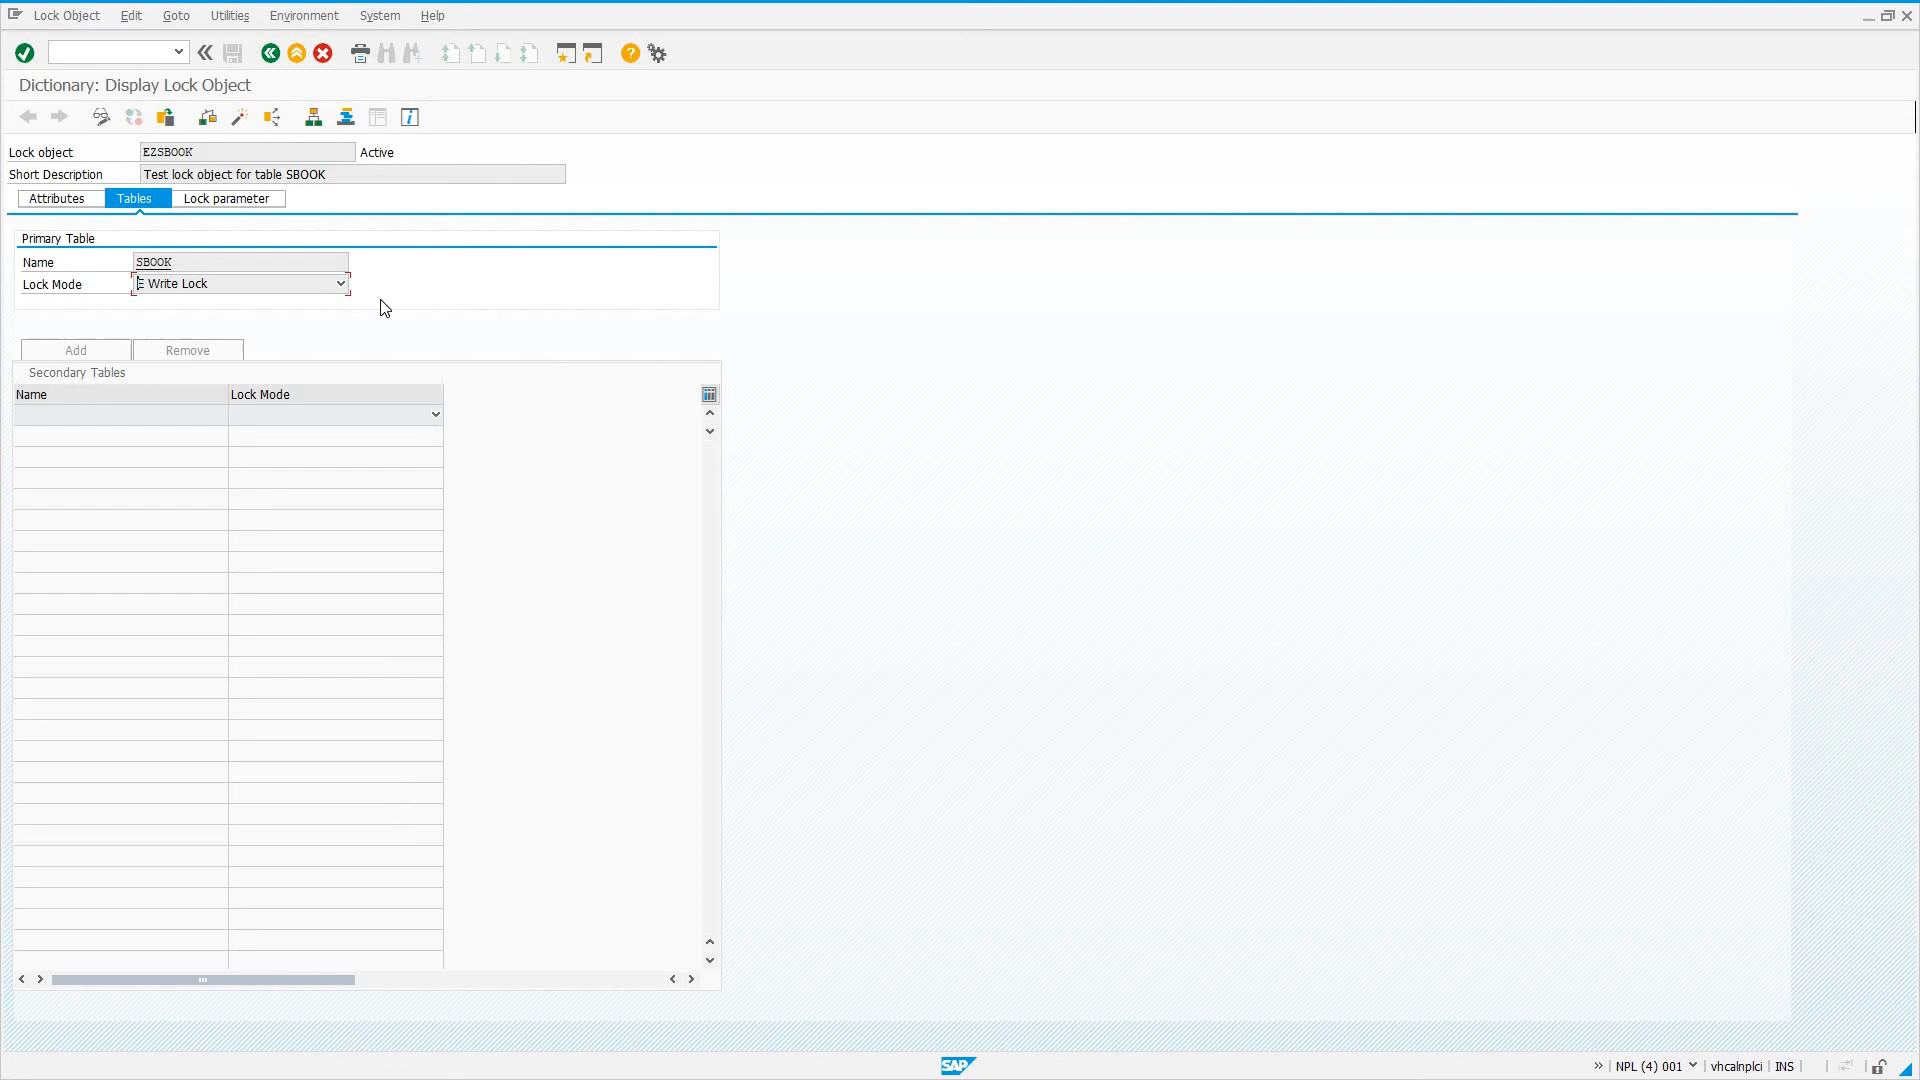 Lock Object Edit Goto Utilities Environment System Help
Dictionary: Display Lock Object
Lock object EZSBOOK Active
Short Description Test lock object for table SBOOK
Attributes Tables Lock parameter
Primary Table
Name SBOOK
Lock Mode E Write Lock
Add Remove
Secondary Tables
Name Lock Mode
SAP
NPL (4) 001 vhcalnplci INS